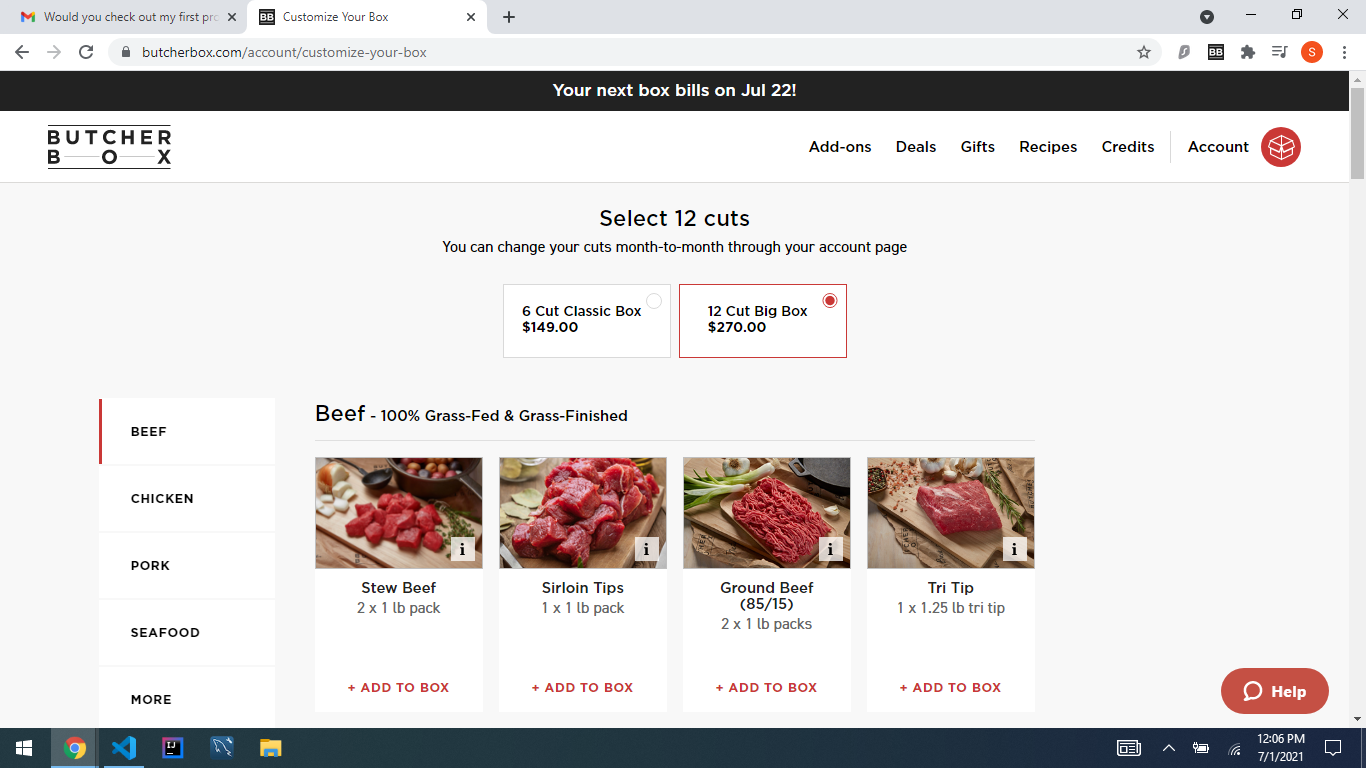 Would you check out my first pro
BB
Customize Your Box
butcherbox.com/account/customize-your-box
BB
S
Your next box bills on Jul 22!
BUTCHER
BOX
Add-ons
Deals
Gifts
Recipes
Credits
Account
Select 12 cuts
You can change your cuts month-to-month through your account page
6 Cut Classic Box
$149.00
12 Cut Big Box
$270.00
BEEF
CHICKEN
PORK
SEAFOOD
MORE
Beef - 100% Grass-Fed & Grass-Finished
i
i
i
i
Stew Beef
2 x 1 lb pack
+ ADD TO BOX
Sirloin Tips
1 x 1 lb pack
+ ADD TO BOX
Ground Beef
(85/15)
2 x 1 lb packs
+ ADD TO BOX
Tri Tip
1 x 1.25 lb tri tip
+ ADD TO BOX
Help
IJ
12:06 PM
7/1/2021